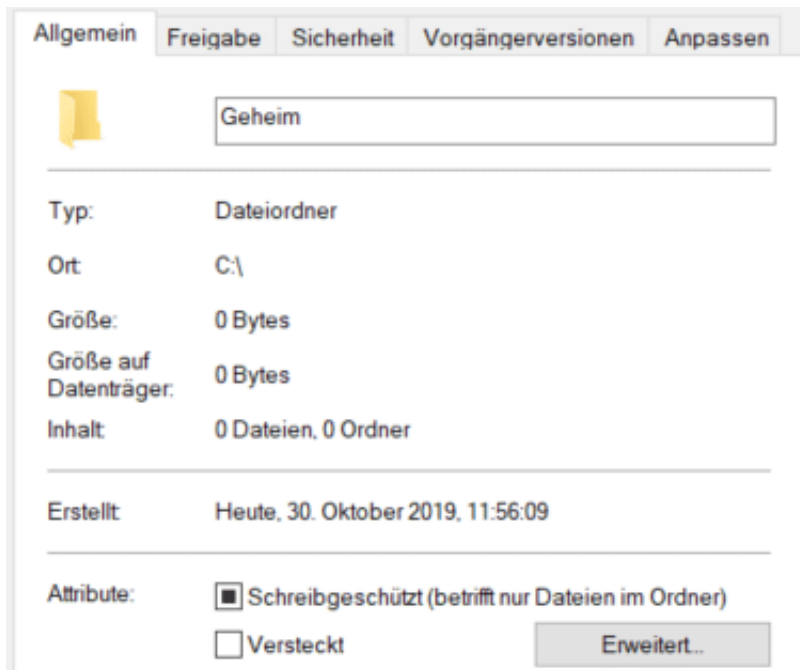 Allgemein Freigabe Sicherheit Vorgängerversionen Anpassen
Geheim
Typ: Dateiordner
Ort: C:\
Größe: 0 Bytes
Größe auf
Datenträger: 0 Bytes
Inhalt: 0 Dateien, 0 Ordner
Erstellt: Heute, 30. Oktober 2019, 11:56:09
Attribute: Schreibgeschützt (betrifft nur Dateien im Ordner)
Versteckt Erweitert...